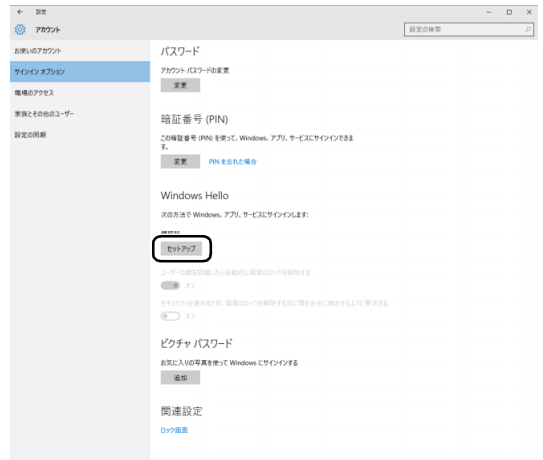 ← 設定
アカウント
設定の検索
お使いのアカウント
サインイン オプション
職場のアクセス
家族とその他のユーザー
設定の同期
パスワード
アカウント パスワードの変更
変更
暗証番号 (PIN)
この暗証番号 (PIN) を使って、Windows、アプリ、サービスにサインインできま
す。
変更 PIN を忘れた場合
Windows Hello
次の方法で Windows、アプリ、サービスにサインインします:
セットアップ
ユーザーの顔を認識したら自動的に画面のロックを解除する
オン
セキュリティを高めるため、画面のロックを解除する前に顔を左右に動かすように要求する
オフ
ピクチャ パスワード
お気に入りの写真を使って Windows にサインインする
追加
関連設定
ロック画面